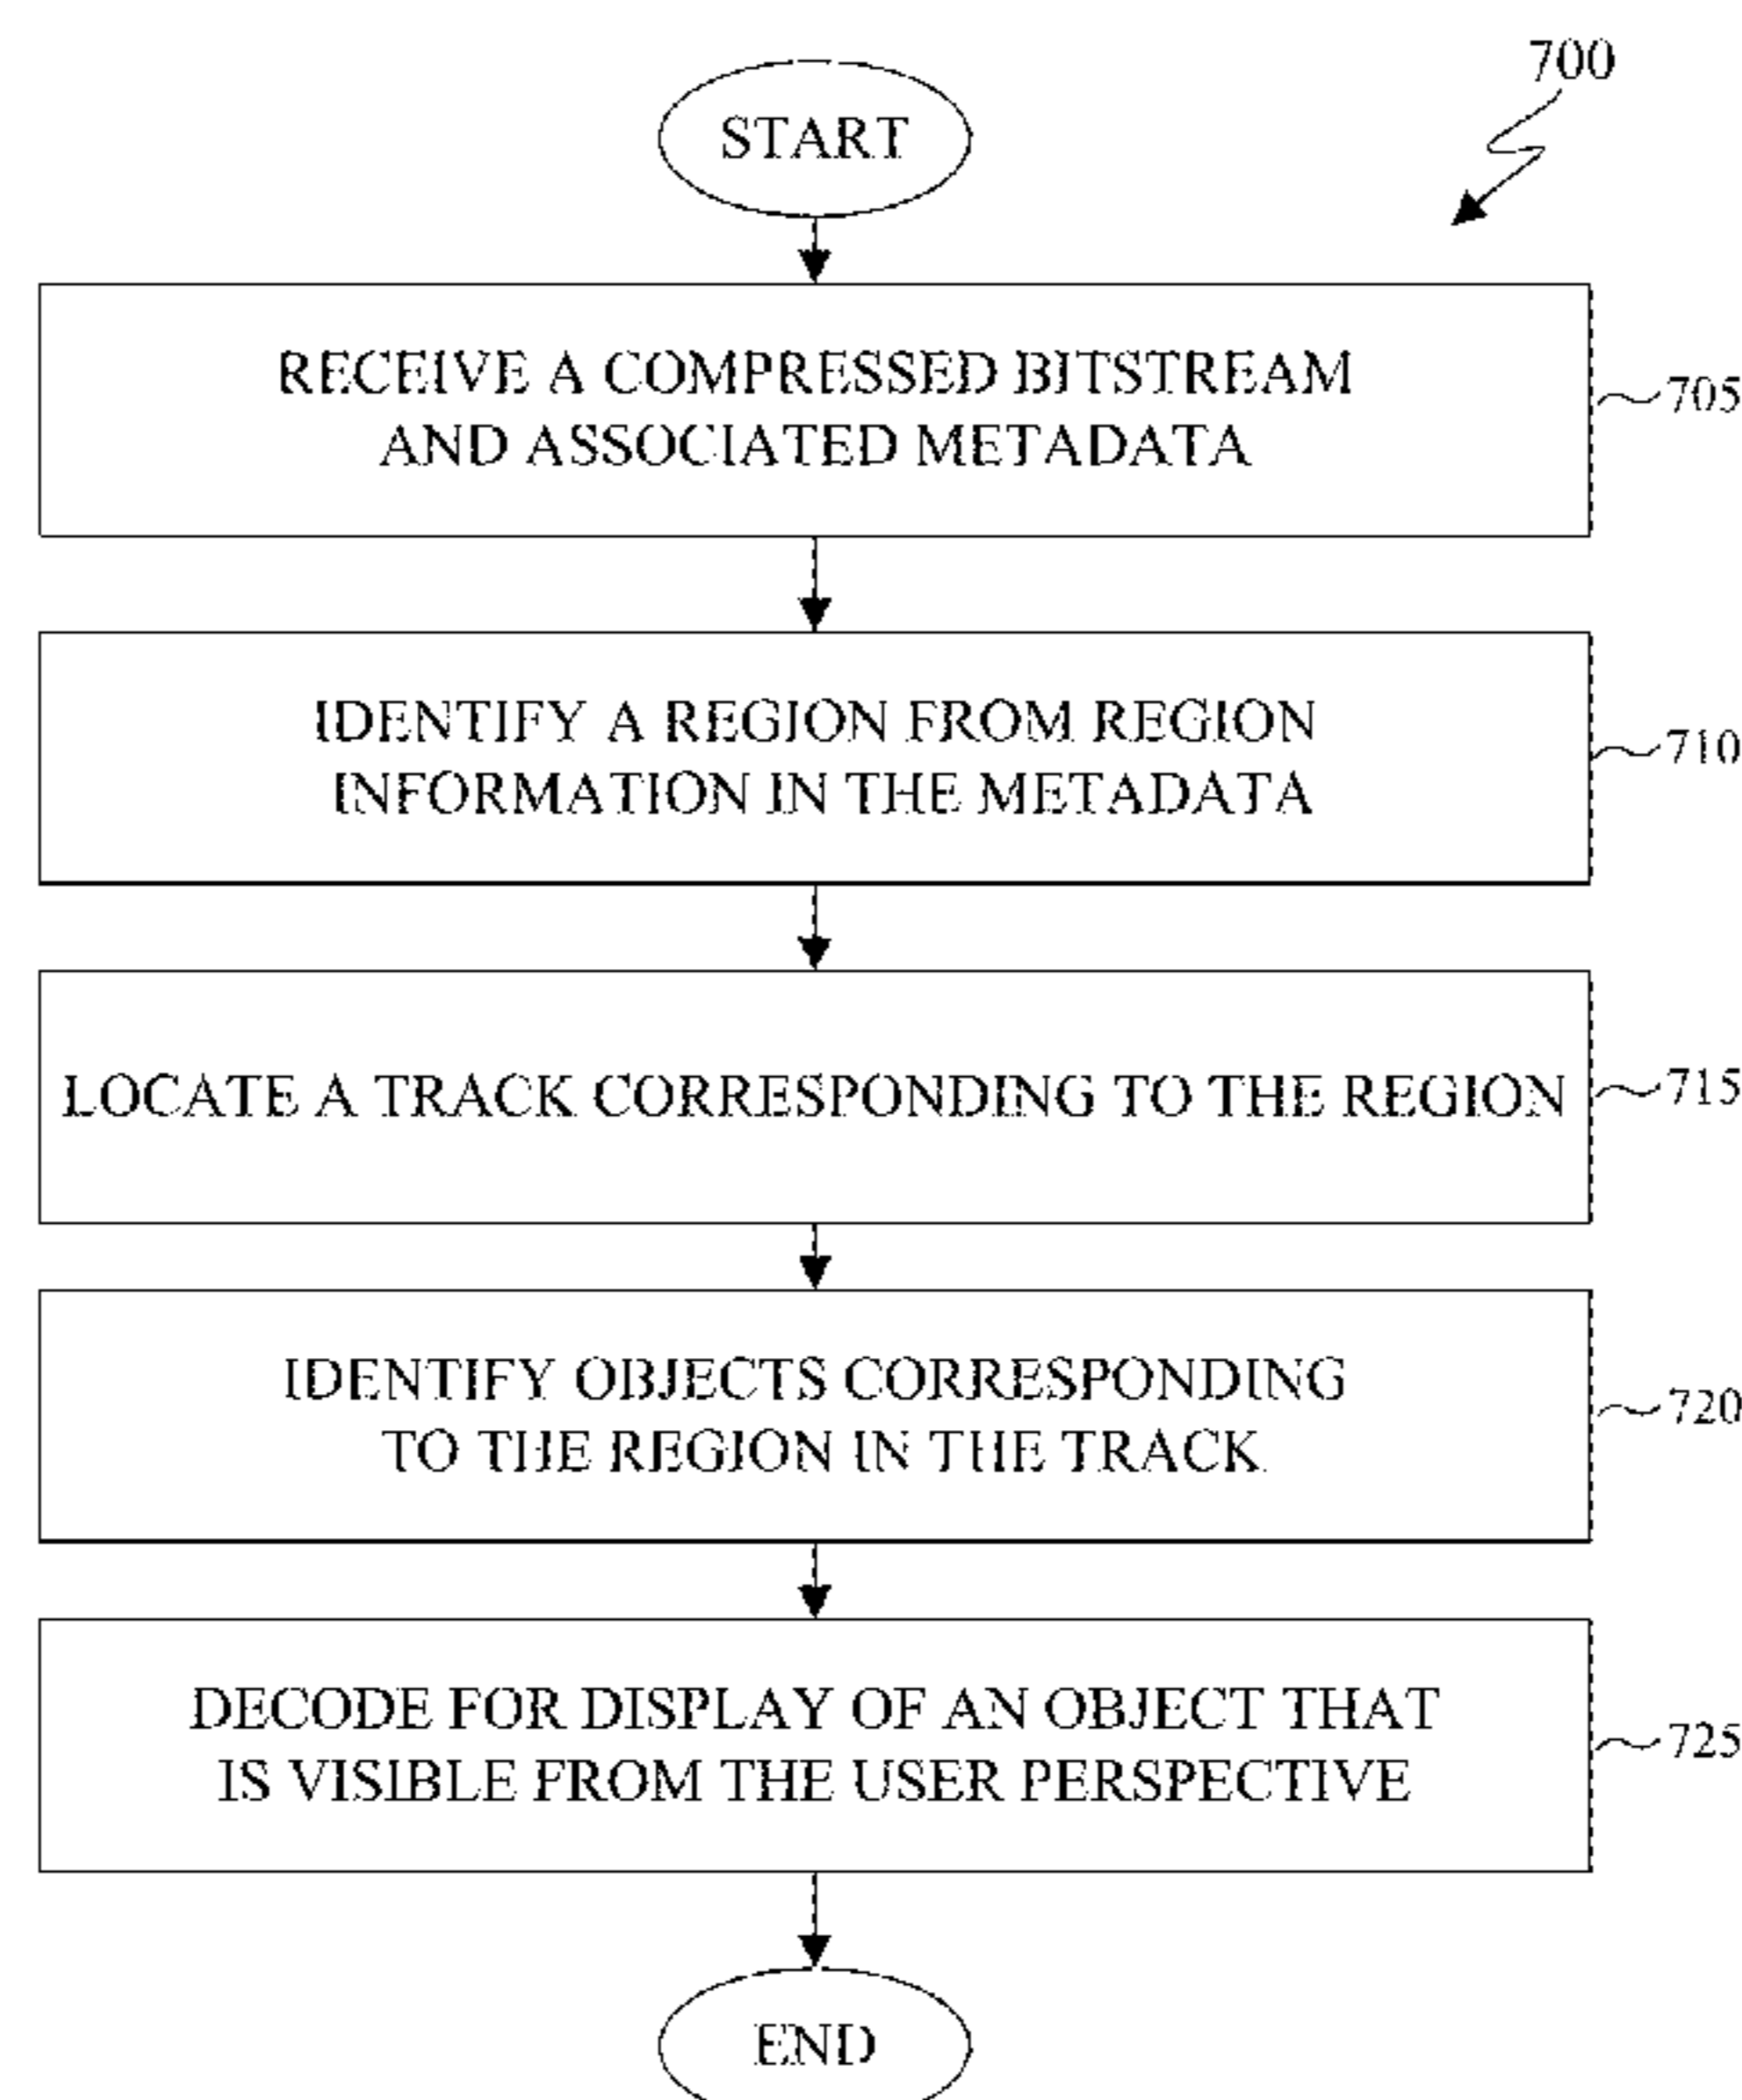 700
START
RECEIVE A COMPRESSED BITSTREAM
AND ASSOCIATED METADATA
705
IDENTIFY A REGION FROM REGION
INFORMATION IN THE METADATA
710
LOCATE A TRACK CORRESPONDING TO THE REGION
715
IDENTIFY OBJECTS CORRESPONDING
TO THE REGION IN THE TRACK
720
DECODE FOR DISPLAY OF AN OBJECT THAT
IS VISIBLE FROM THE USER PERSPECTIVE
725
END